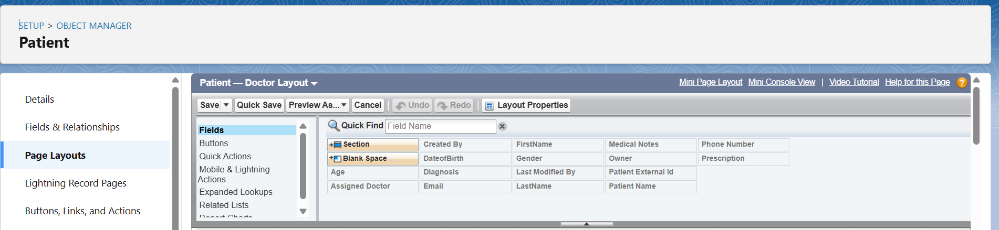 SETUP > OBJECT MANAGER
Patient
Details
Fields & Relationships
Page Layouts
Lightning Record Pages
Buttons, Links, and Actions
Patient — Doctor Layout
Mini Page Layout Mini Console View | Video Tutorial Help for this Page ?
Save Quick Save Preview As... Cancel Undo Redo Layout Properties
Fields
Buttons
Quick Actions
Mobile & Lightning
Actions
Expanded Lookups
Related Lists
Report Charts
Quick Find Field Name
Section Created By FirstName Medical Notes Phone Number
Blank Space DateofBirth Gender Owner Prescription
Age Diagnosis Last Modified By Patient External Id
Assigned Doctor Email LastName Patient Name